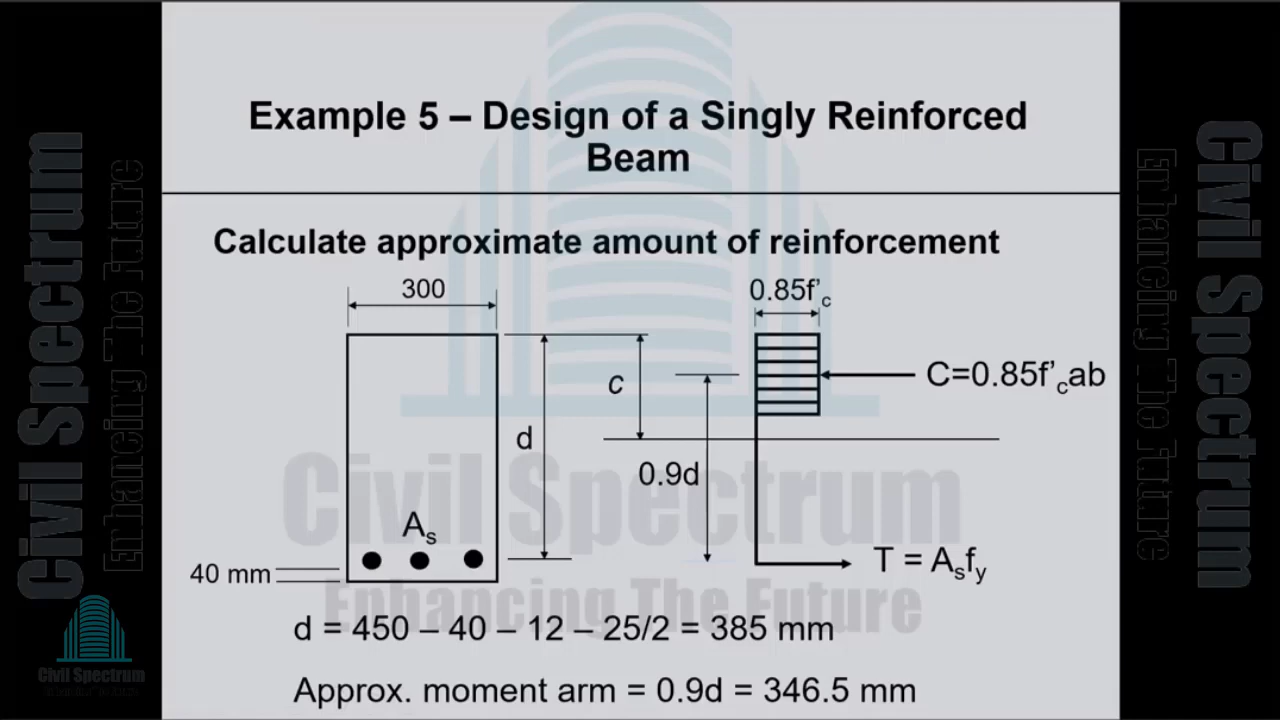 Example 5 – Design of a Singly Reinforced
Beam
Calculate approximate amount of reinforcement
300
0.85f'c
c
C=0.85f'cab
d
0.9d
As
40 mm
T = Asfy
d = 450 – 40 – 12 – 25/2 = 385 mm
Approx. moment arm = 0.9d = 346.5 mm
Civil Spectrum
Enhancing The Future
Civil Spectrum
Enhancing The Future
Civil Spectrum
Enhancing The Future
Civil Spectrum